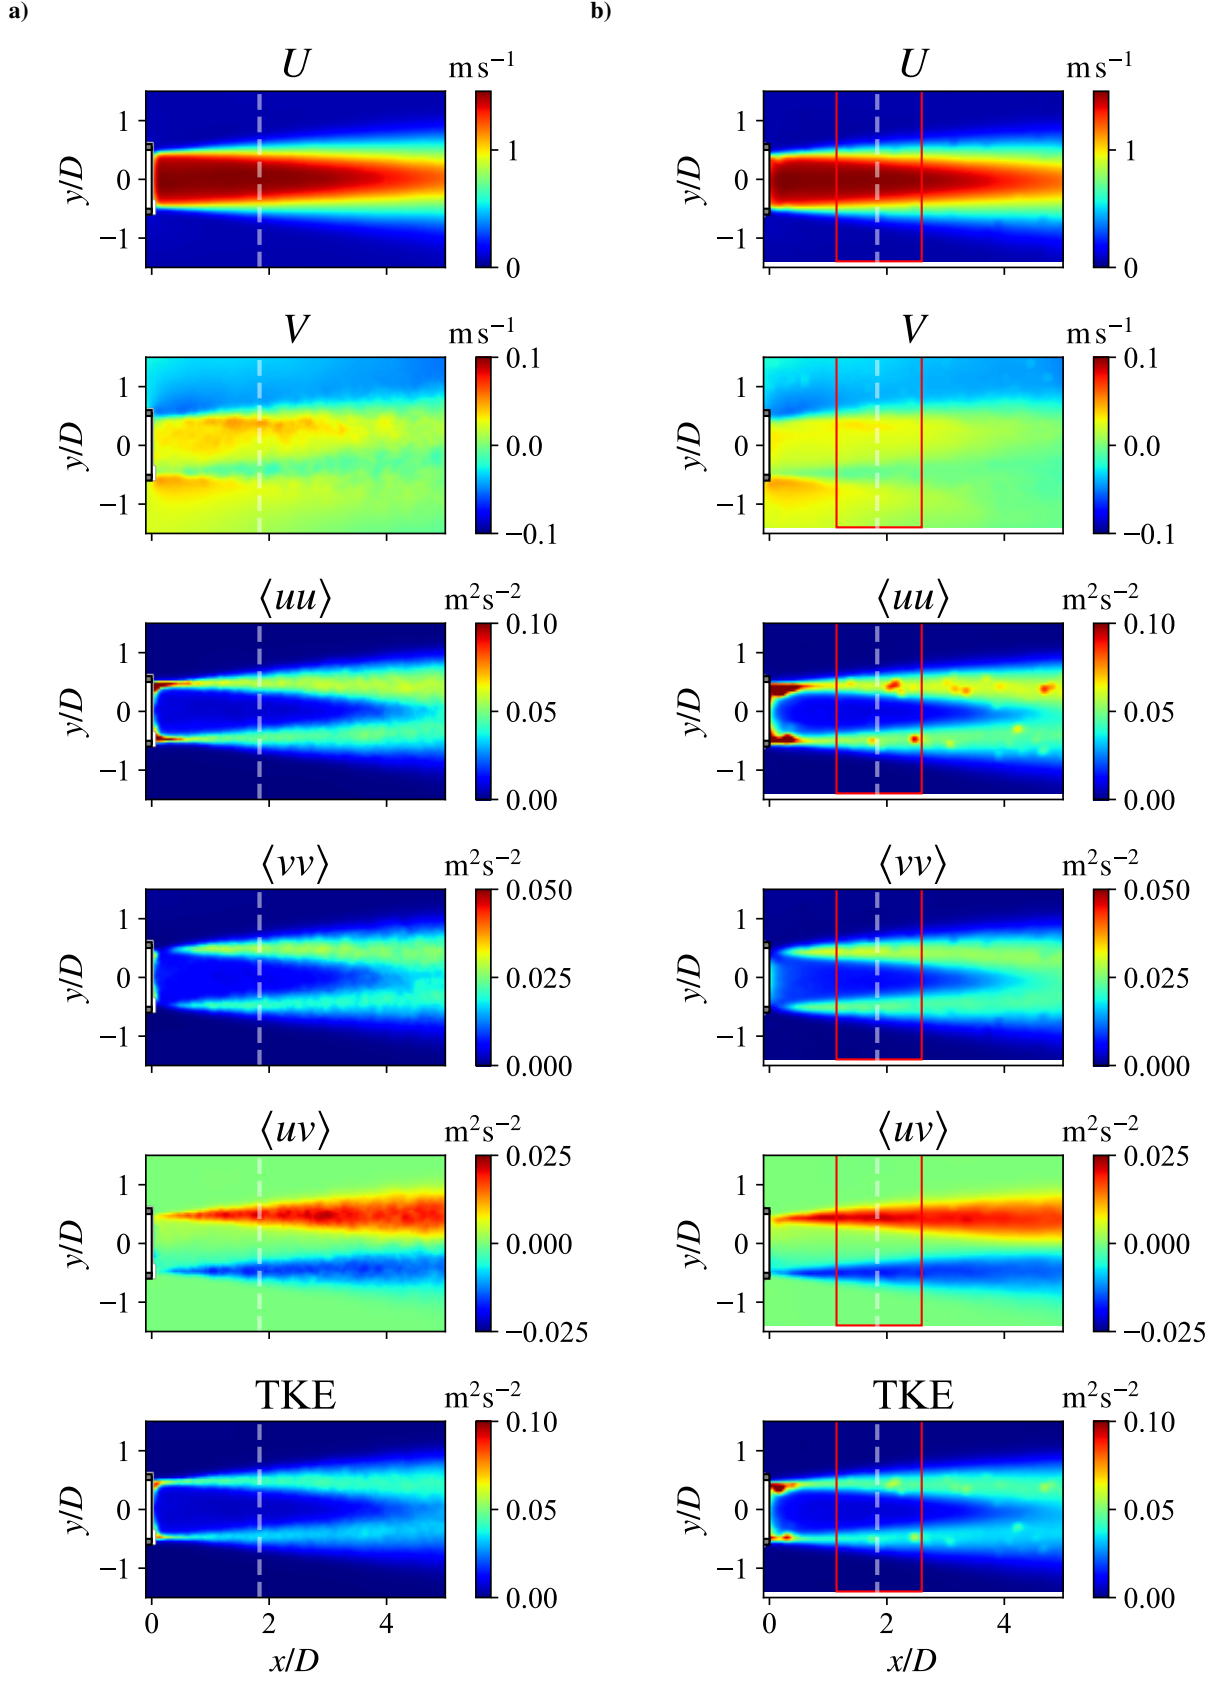 a)
b)
U
m s⁻¹
1
y/D
0
−1
1
0
U
m s⁻¹
1
y/D
0
−1
1
0
V
m s⁻¹
1
y/D
0
−1
0.1
0.0
−0.1
V
m s⁻¹
1
y/D
0
−1
0.1
0.0
−0.1
⟨uu⟩
m²s⁻²
1
y/D
0
−1
0.10
0.05
0.00
⟨uu⟩
m²s⁻²
1
y/D
0
−1
0.10
0.05
0.00
⟨vv⟩
m²s⁻²
1
y/D
0
−1
0.050
0.025
0.000
⟨vv⟩
m²s⁻²
1
y/D
0
−1
0.050
0.025
0.000
⟨uv⟩
m²s⁻²
1
y/D
0
−1
0.025
0.000
−0.025
⟨uv⟩
m²s⁻²
1
y/D
0
−1
0.025
0.000
−0.025
TKE
m²s⁻²
1
y/D
0
−1
0.10
0.05
0.00
0 2 4
x/D
TKE
m²s⁻²
1
y/D
0
−1
0.10
0.05
0.00
0 2 4
x/D